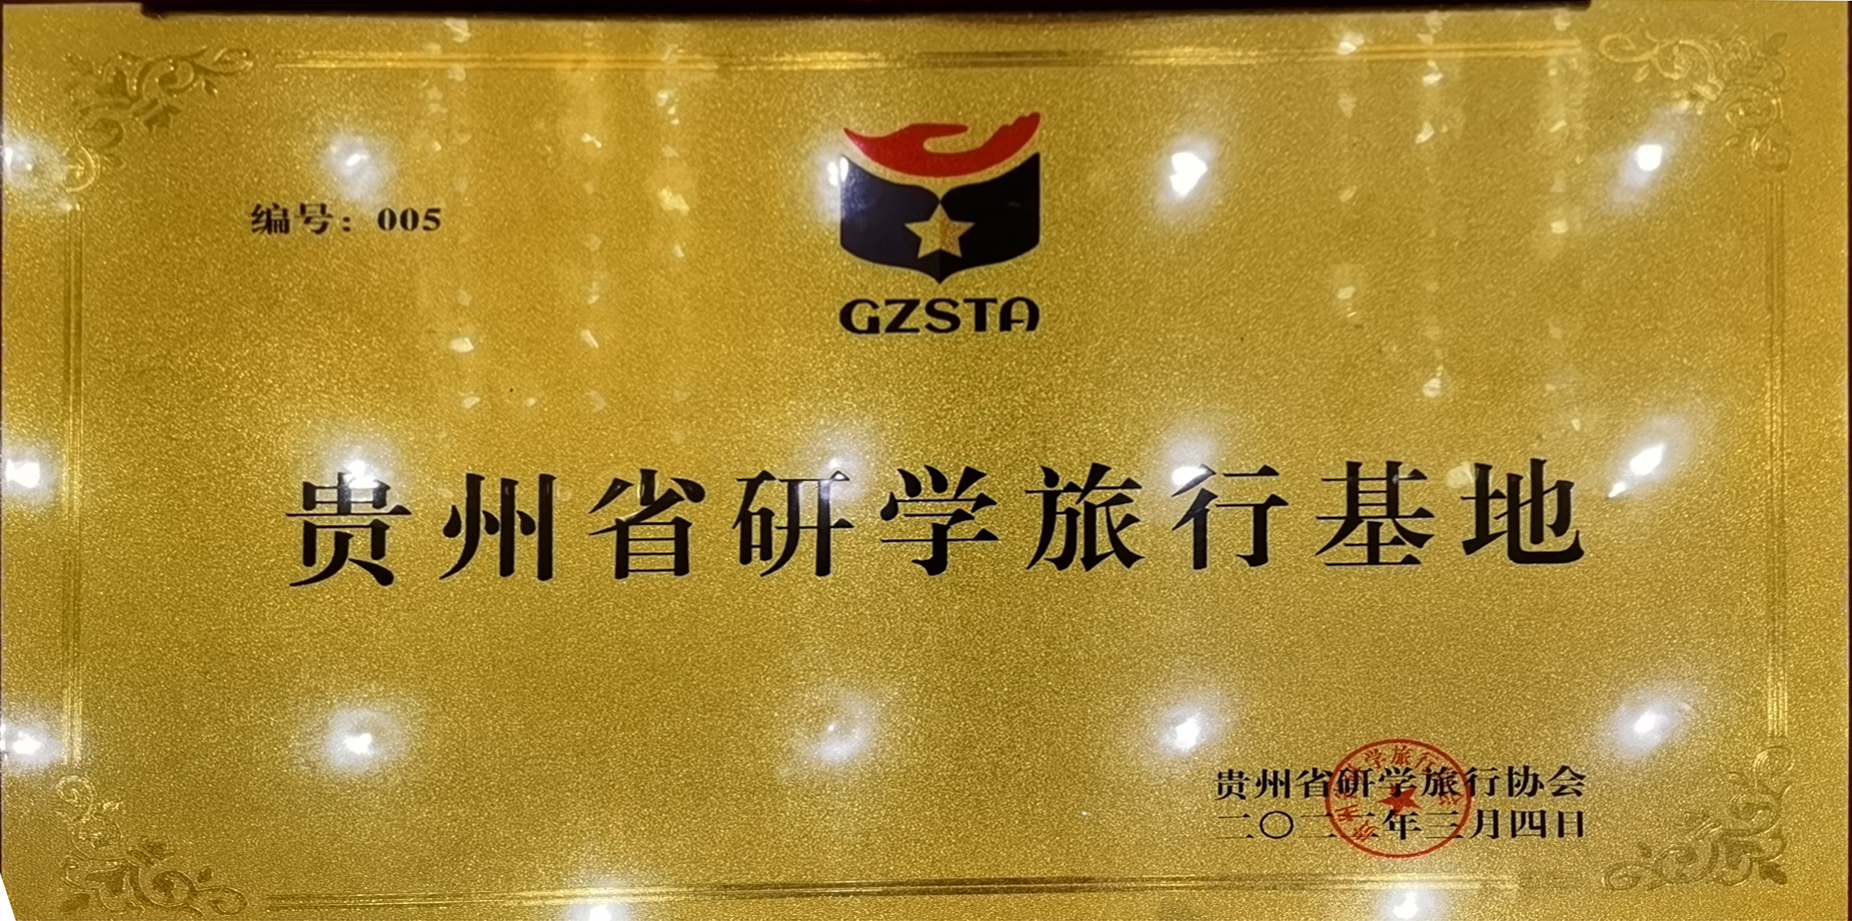 编号：005
GZSTA
贵州省研学旅行基地
贵州省研学旅行协会
二〇二二年三月四日